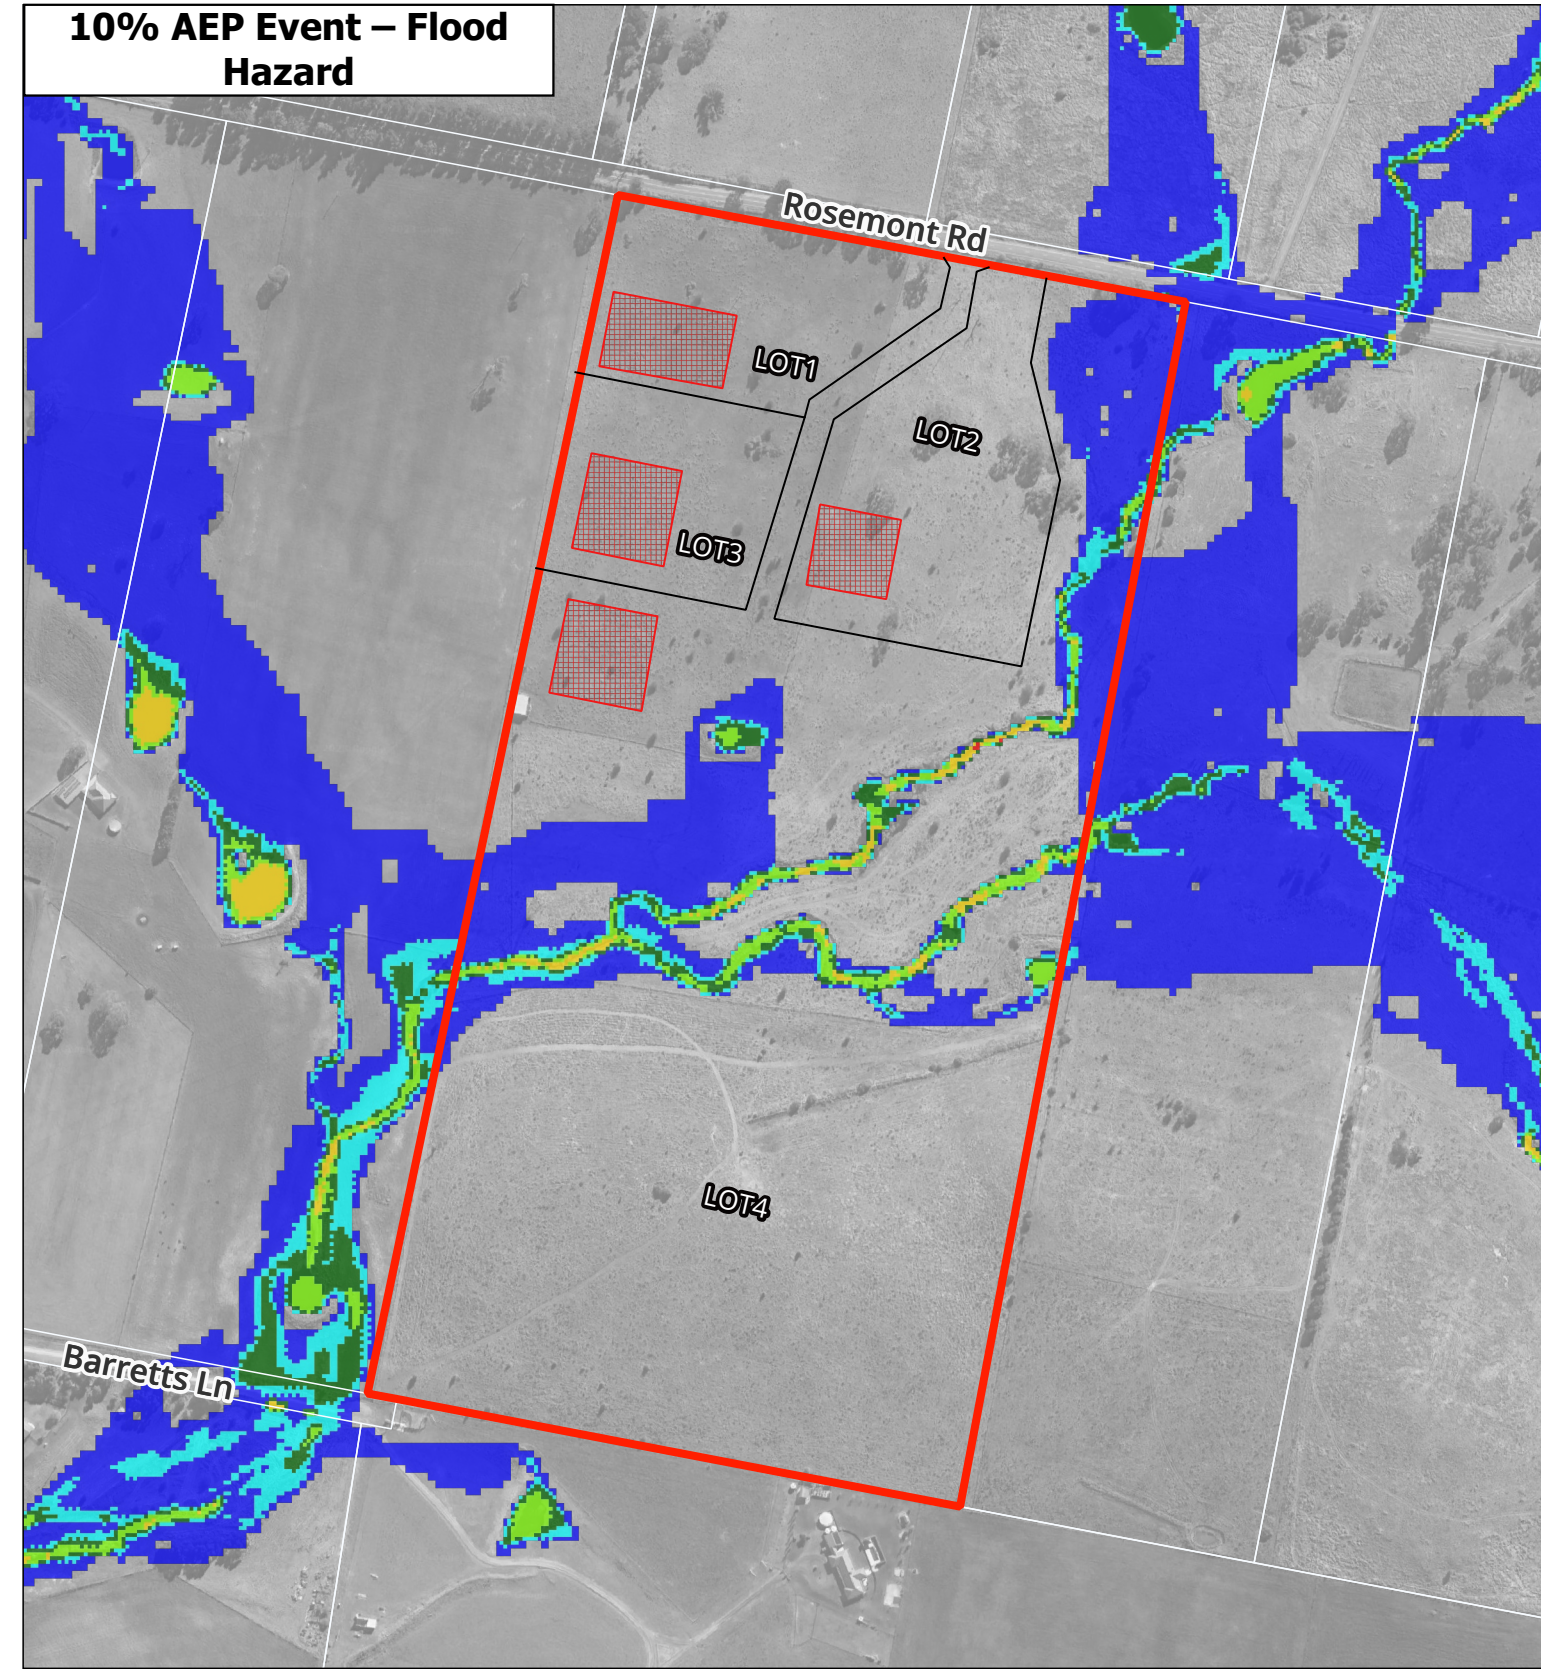 10% AEP Event – Flood
Hazard
Rosemont Rd
LOT1
LOT2
LOT3
LOT4
Barretts Ln